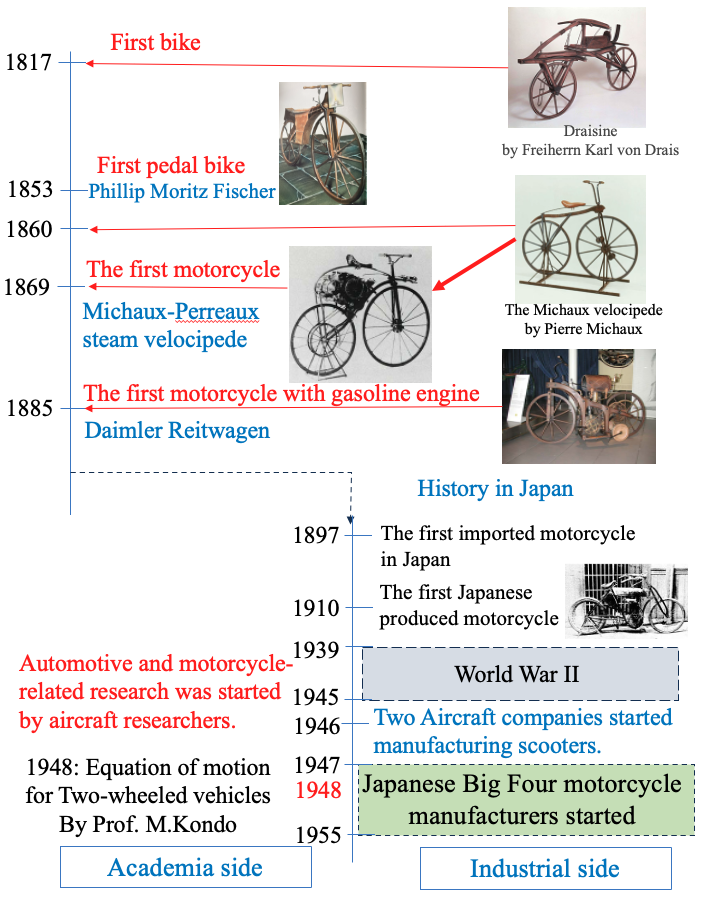 First bike
1817
Draisine
by Freiherrn Karl von Drais
First pedal bike
1853
Phillip Moritz Fischer
1860
The first motorcycle
1869
Michaux-Perreaux
steam velocipede
The Michaux velocipede
by Pierre Michaux
The first motorcycle with gasoline engine
1885
Daimler Reitwagen
History in Japan
1897
The first imported motorcycle
in Japan
1910
The first Japanese
produced motorcycle
1939
World War II
1945
Automotive and motorcycle-
related research was started
by aircraft researchers.
1946
Two Aircraft companies started
manufacturing scooters.
1947
1948
1948: Equation of motion
for Two-wheeled vehicles
By Prof. M.Kondo
Japanese Big Four motorcycle
manufacturers started
1955
Academia side
Industrial side